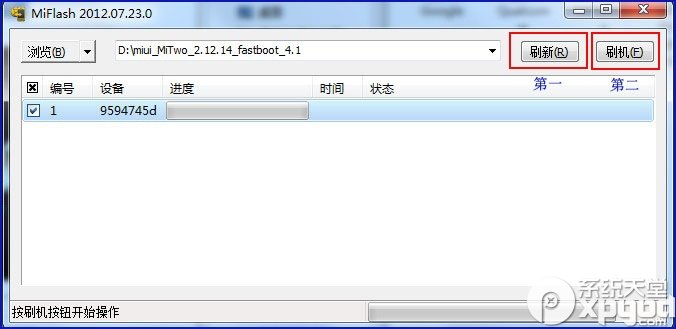 MiFlash 2012.07.23.0
浏览(B) D:\miui_MiTwo_2.12.14_fastboot_4.1 刷新(R) 刷机(F)
第一 第二
编号 设备 进度 时间 状态
1 9594745d
按刷机按钮开始操作
系统天堂